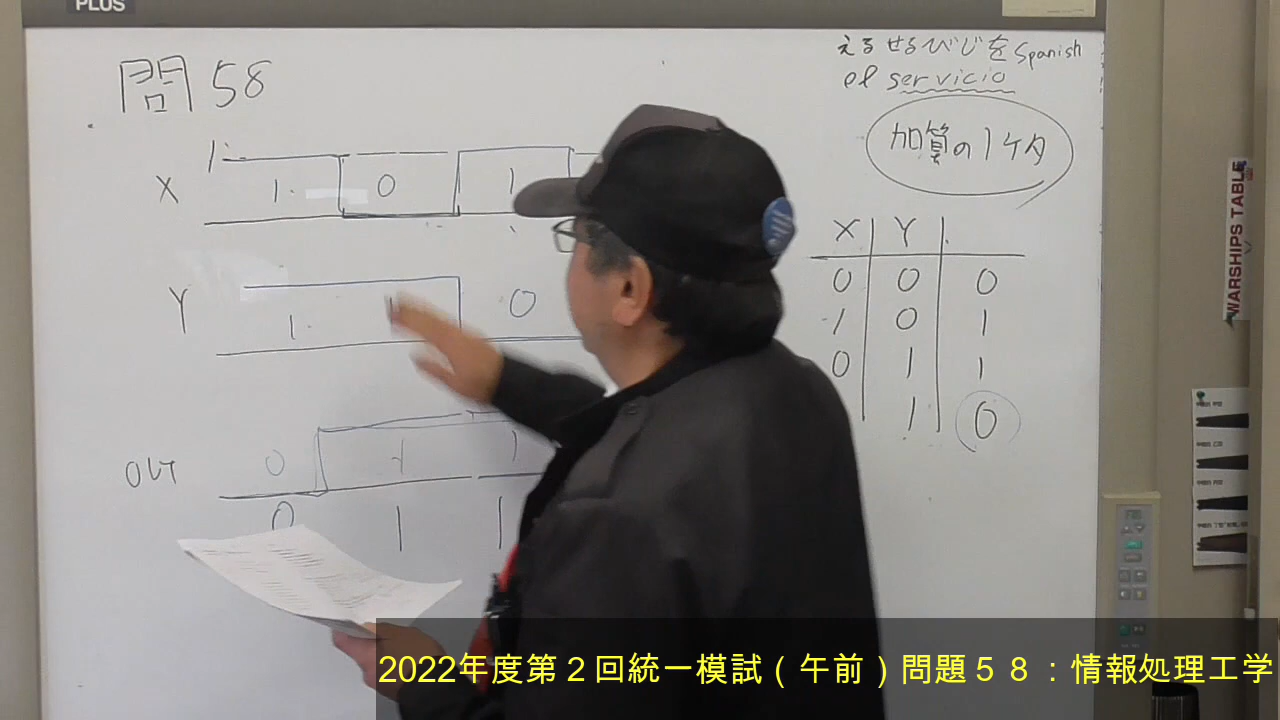 PLUS
問58
えるせるびじを Spanish
el servicio
加算の1ケタ
X 1 0 1
Y 1 0
OUT 0 1 1
0 1 1
X Y
0 0 0
1 0 1
0 1 1
1 0
WARSHIPS TABLE
2022年度第２回統一模試（午前）問題５８：情報処理工学